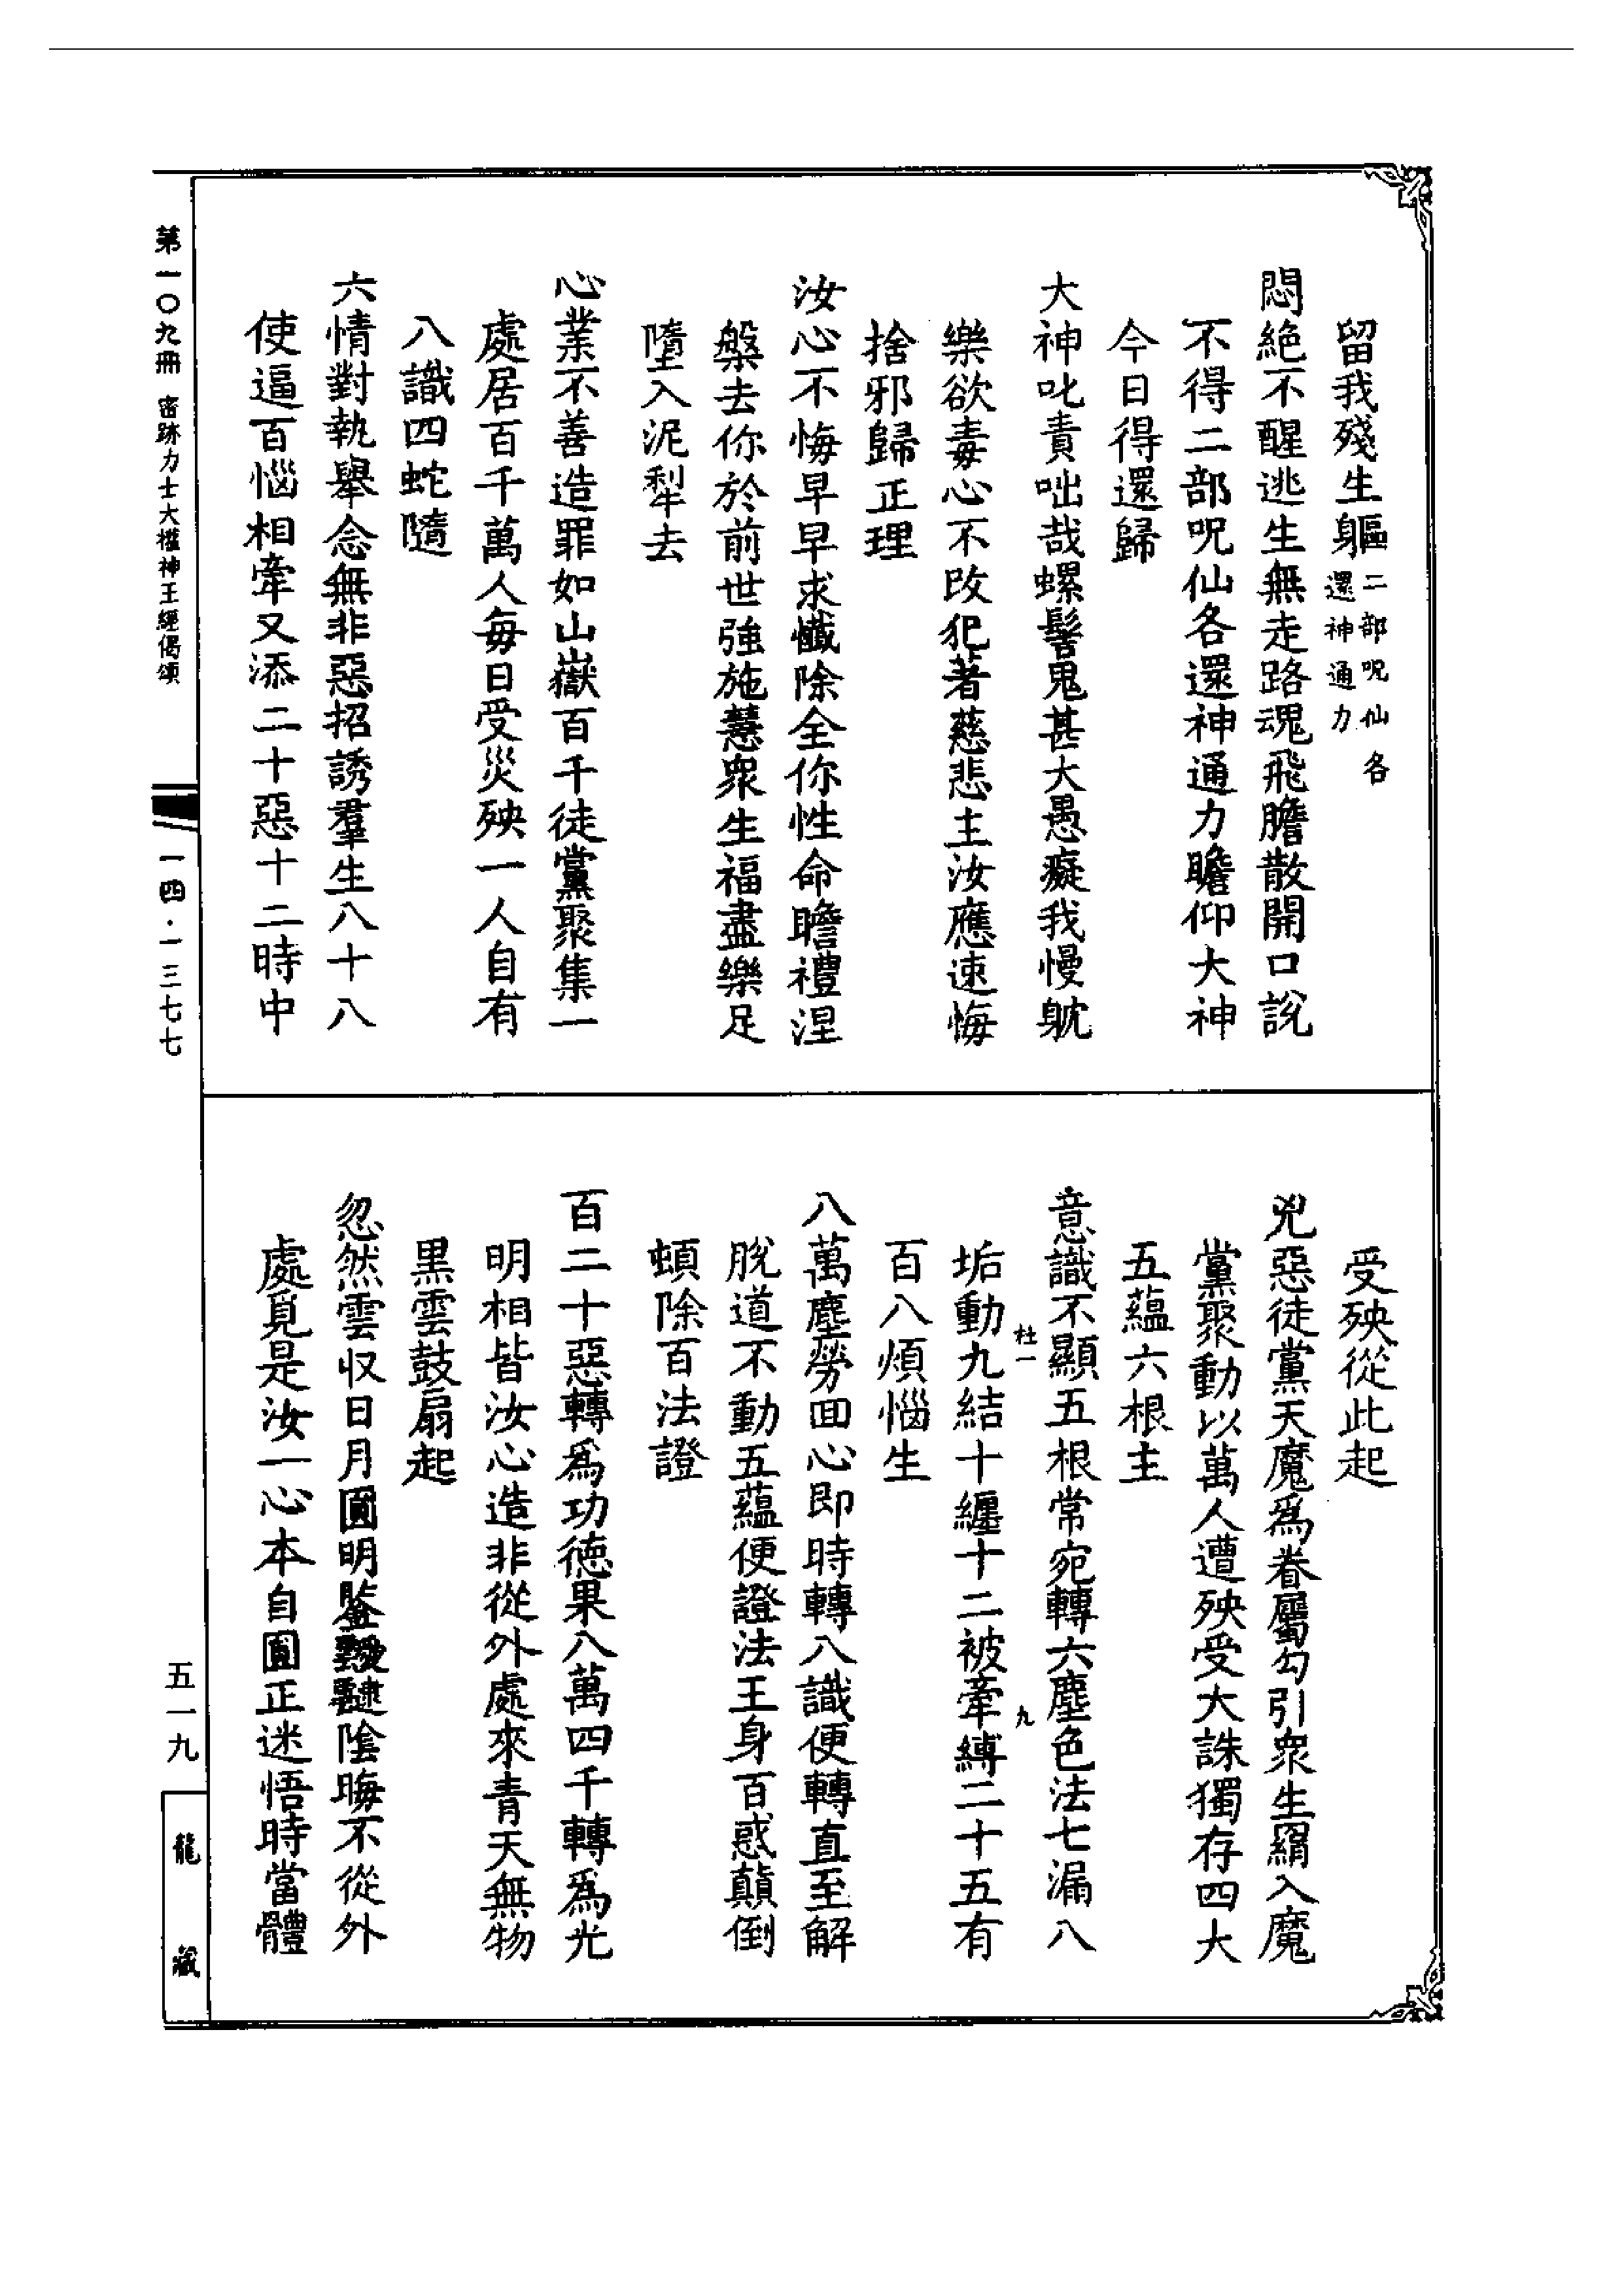 留我殘生軀二部呪仙各還神通力
悶絶不醒逃生無走路魂飛膽散開口說
不得二部呪仙各還神通力瞻仰大神
今日得還歸
大神叱責咄哉螺髻鬼甚大愚癡我慢躭
樂欲毒心不改犯著慈悲主汝應速悔
捨邪歸正理
汝心不悔早早求懺除全你性命瞻禮涅
槃去你於前世強施慧衆生福盡樂足
墮入泥犁去
心業不善造罪如山嶽百千徒黨聚集一
處居百千萬人每日受災殃一人自有
八識四蛇隨
六情對執舉念無非惡招誘羣生八十八
使逼百惱相牽又添二十惡十二時中
受殃從此起
兇惡徒黨天魔爲眷屬勾引衆生羂入魔
黨聚動以萬人遭殃受大誅獨存四大
五蘊六根主
意識不顯五根常宛轉六塵色法七漏八
垢動九結十纏十二被牽縛二十五有
百八煩惱生
八萬塵勞回心即時轉八識便轉直至解
脫道不動五蘊便證法王身百惑顛倒
頓除百法證
百二十惡轉爲功德果八萬四千轉爲光
明相皆汝心造非從外處來青天無物
黑雲鼓扇起
忽然雲収日月圓明鑒靉靆陰晦不從外
處覓是汝一心本自圓正迷悟時當體
杜一
九
第一〇九冊 密跡力士大權神王經偈頌
一四·一三七七
五一九
龍藏